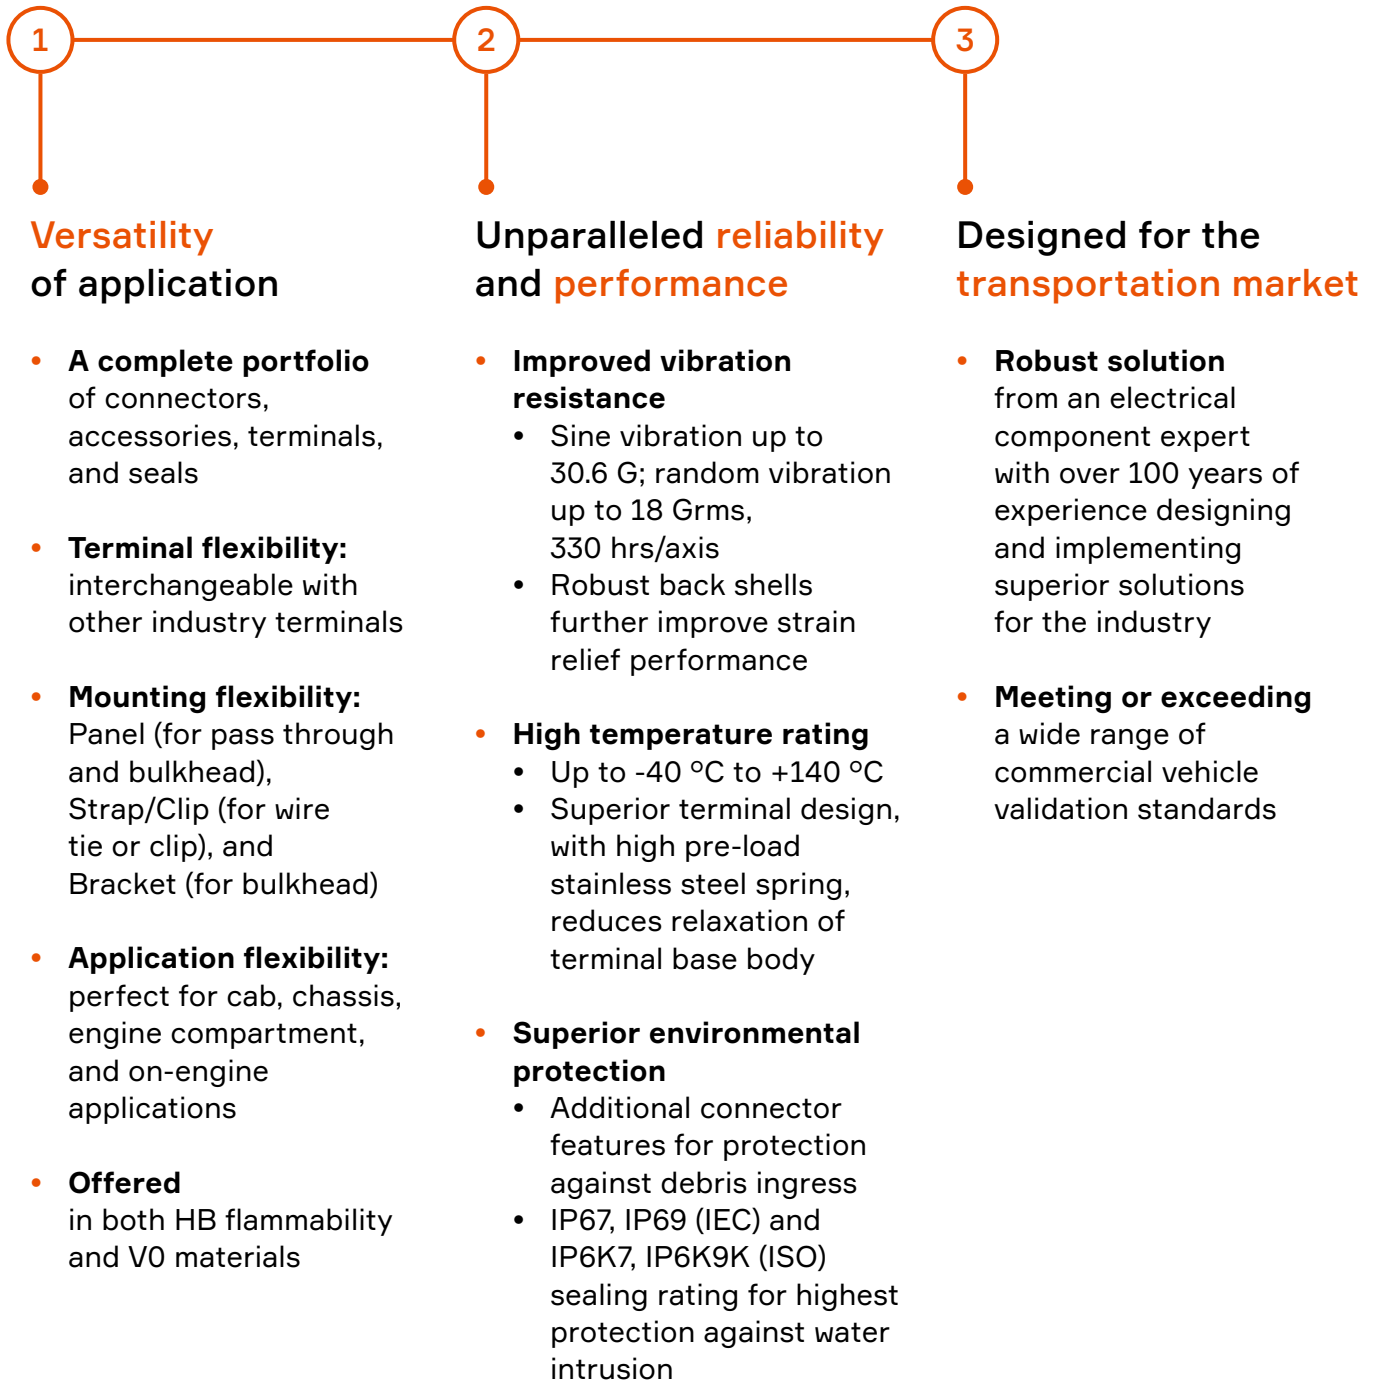 1
2
3
Versatility
of application
• A complete portfolio
of connectors,
accessories, terminals,
and seals
• Terminal flexibility:
interchangeable with
other industry terminals
• Mounting flexibility:
Panel (for pass through
and bulkhead),
Strap/Clip (for wire
tie or clip), and
Bracket (for bulkhead)
• Application flexibility:
perfect for cab, chassis,
engine compartment,
and on-engine
applications
• Offered
in both HB flammability
and V0 materials
Unparalleled reliability
and performance
• Improved vibration
resistance
• Sine vibration up to
30.6 G; random vibration
up to 18 Grms,
330 hrs/axis
• Robust back shells
further improve strain
relief performance
• High temperature rating
• Up to -40 °C to +140 °C
• Superior terminal design,
with high pre-load
stainless steel spring,
reduces relaxation of
terminal base body
• Superior environmental
protection
• Additional connector
features for protection
against debris ingress
• IP67, IP69 (IEC) and
IP6K7, IP6K9K (ISO)
sealing rating for highest
protection against water
intrusion
Designed for the
transportation market
• Robust solution
from an electrical
component expert
with over 100 years of
experience designing
and implementing
superior solutions
for the industry
• Meeting or exceeding
a wide range of
commercial vehicle
validation standards